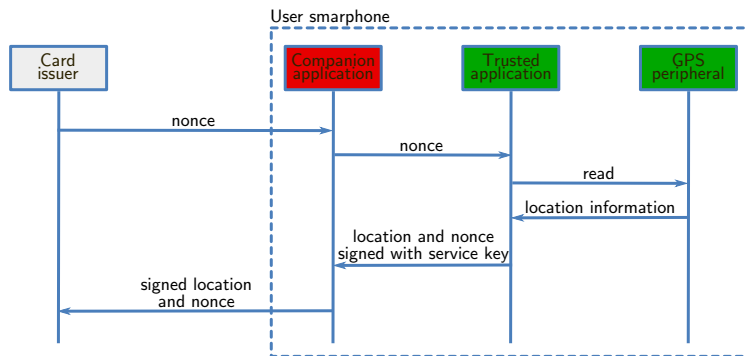 User smarphone
Card
issuer
Companion
application
Trusted
application
GPS
peripheral
nonce
nonce
read
location information
location and nonce
signed with service key
signed location
and nonce